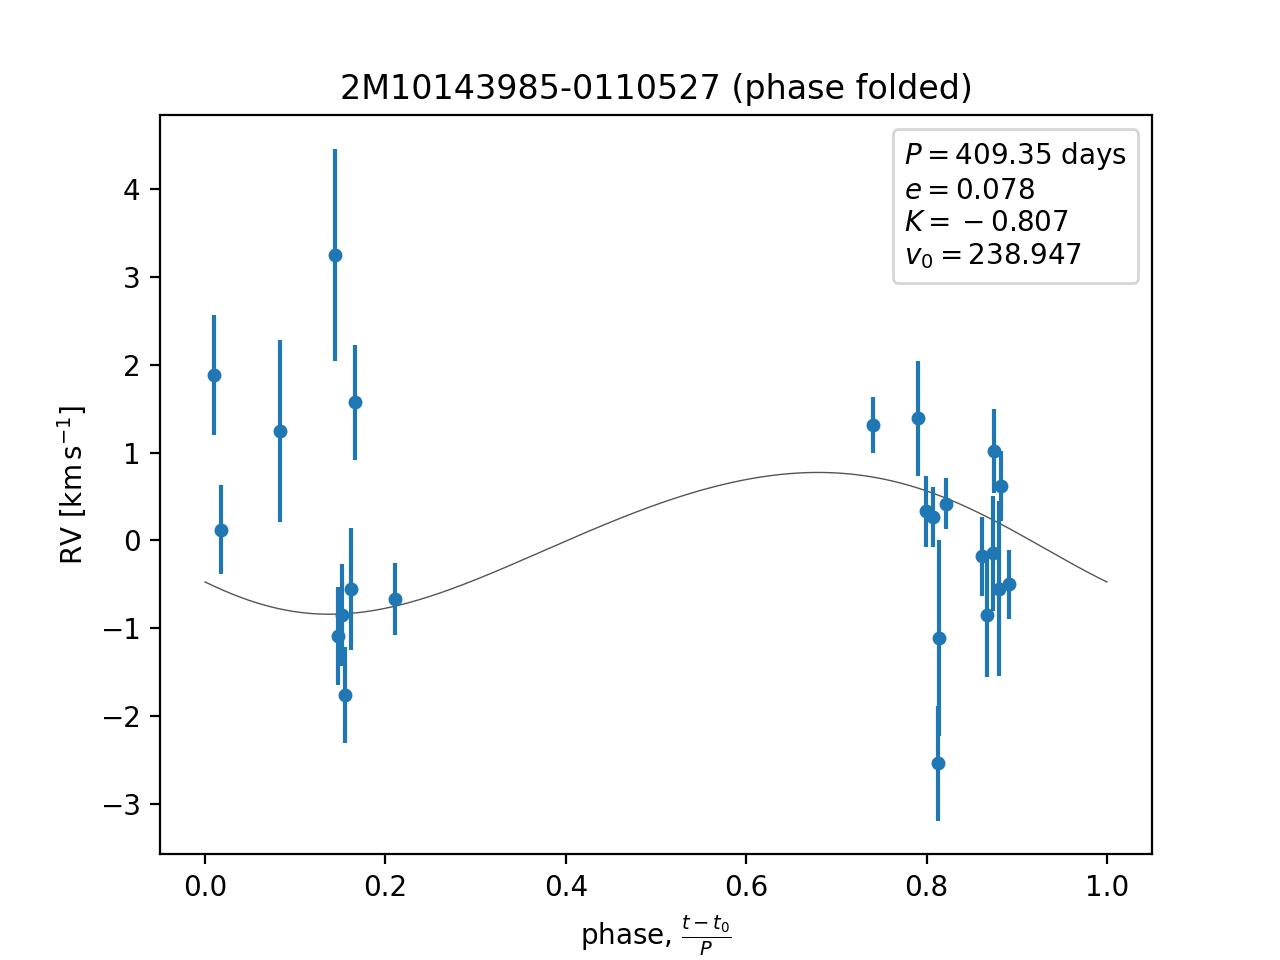 2M10143985-0110527 (phase folded)
P = 409.35 days
e = 0.078
K = −0.807
v₀ = 238.947
RV [km s⁻¹]
4
3
2
1
0
−1
−2
−3
0.0 0.2 0.4 0.6 0.8 1.0
phase, (t − t₀)/P